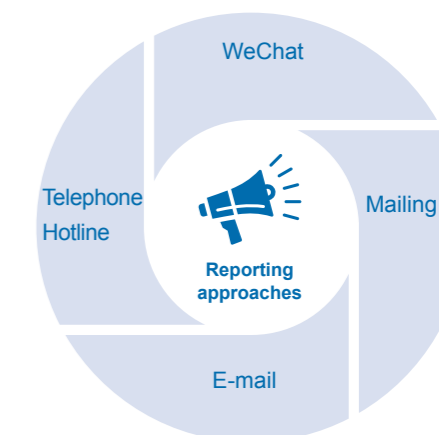 WeChat
Telephone
Hotline
Mailing
Reporting
approaches
E-mail